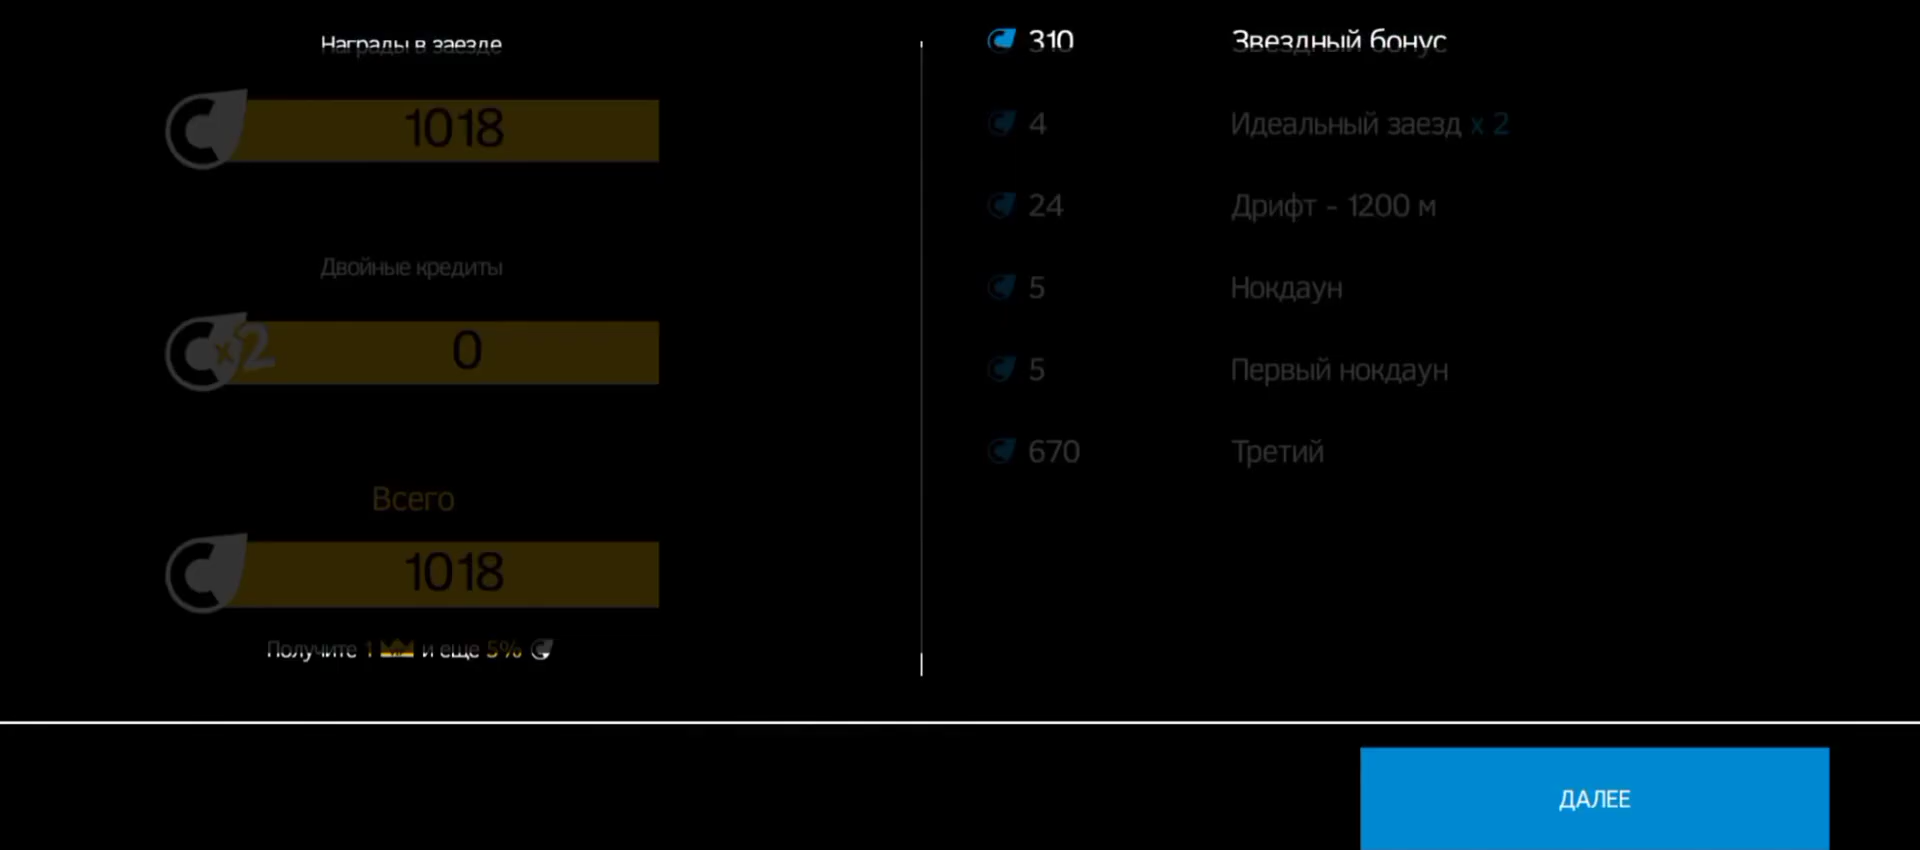 Награды в заезде
1018
Двойные кредиты
x2 0
Всего
1018
Получите 1 и еще 5%
310 Звездный бонус
4 Идеальный заезд x 2
24 Дрифт - 1200 м
5 Нокдаун
5 Первый нокдаун
670 Третий
ДАЛЕЕ